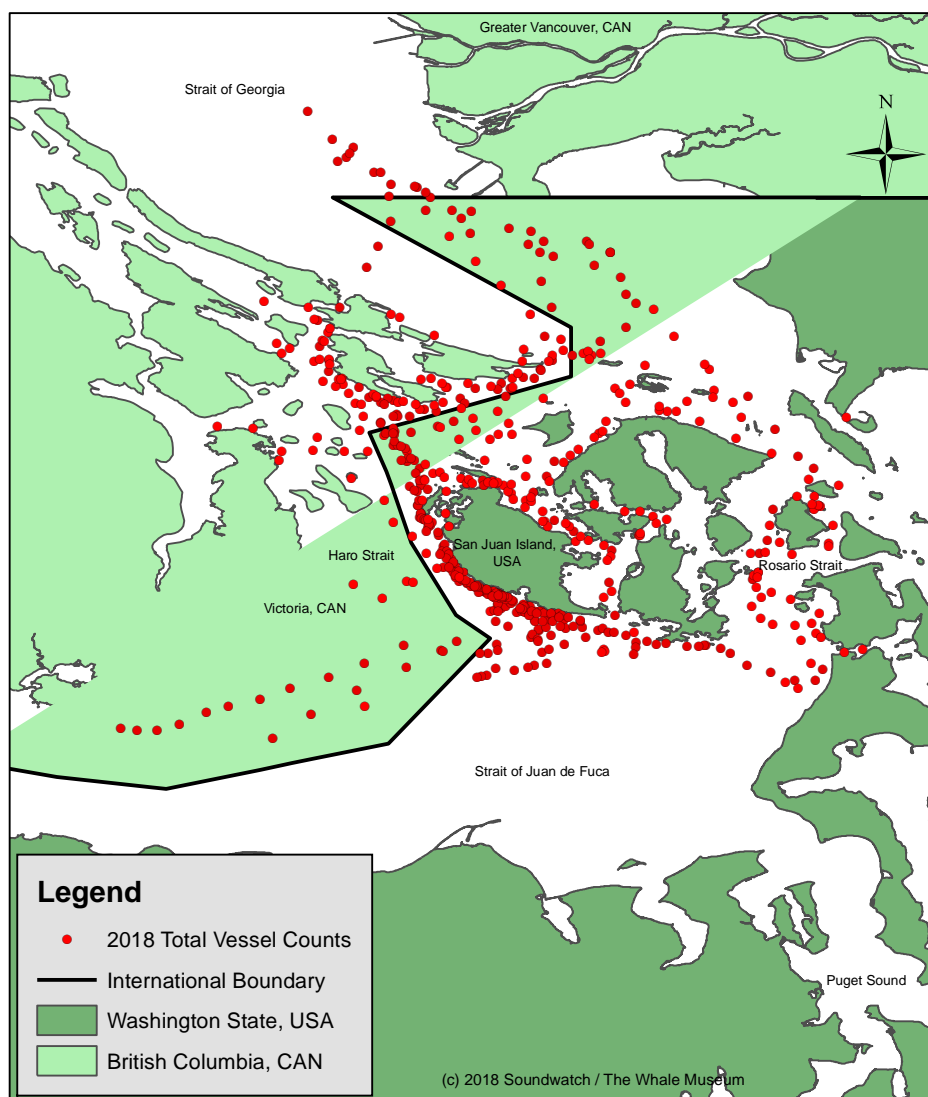 Greater Vancouver, CAN
Strait of Georgia
N
San Juan Island,
USA
Haro Strait
Rosario Strait
Victoria, CAN
Strait of Juan de Fuca
Legend
2018 Total Vessel Counts
International Boundary
Washington State, USA
British Columbia, CAN
Puget Sound
(c) 2018 Soundwatch / The Whale Museum